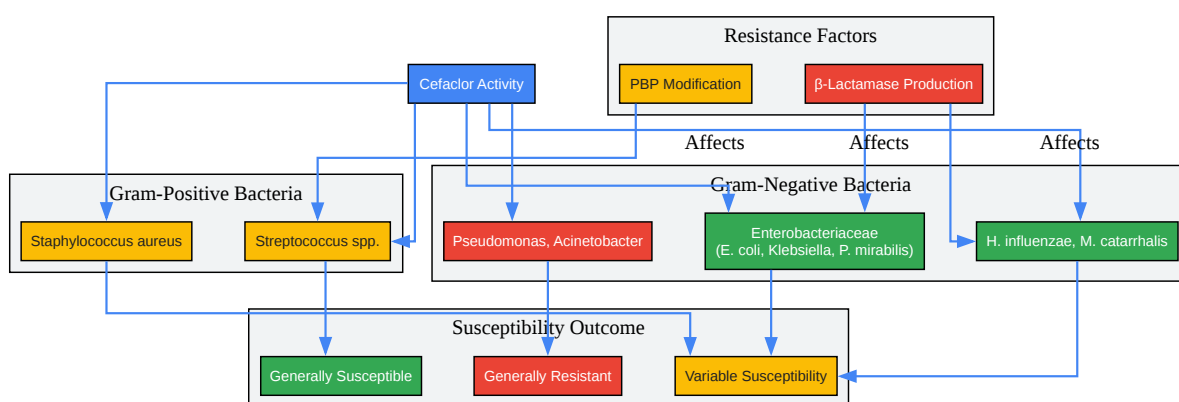 Resistance Factors
Cefaclor Activity
PBP Modification
β-Lactamase Production
Affects
Affects
Affects
Gram-Positive Bacteria
Gram-Negative Bacteria
Staphylococcus aureus
Streptococcus spp.
Pseudomonas, Acinetobacter
Enterobacteriaceae
(E. coli, Klebsiella, P. mirabilis)
H. influenzae, M. catarrhalis
Susceptibility Outcome
Generally Susceptible
Generally Resistant
Variable Susceptibility